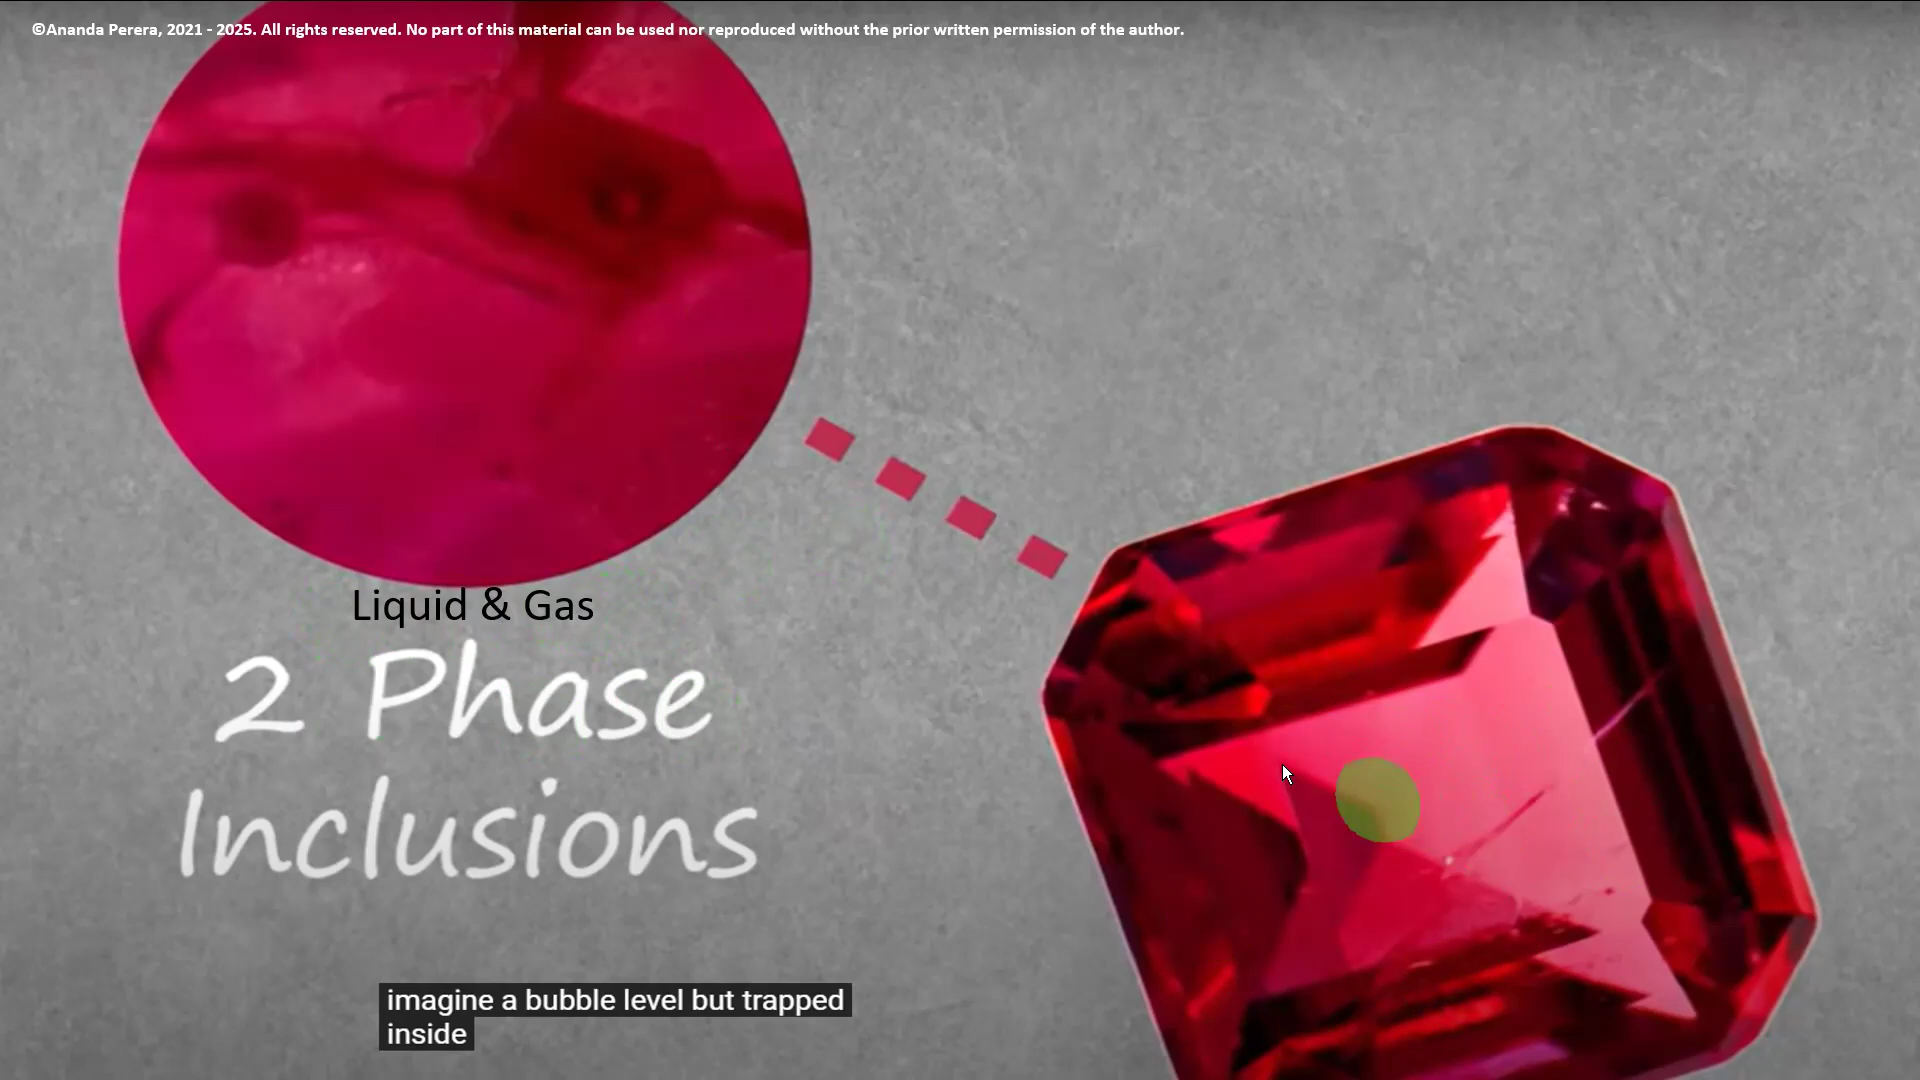 ©Ananda Perera, 2021 - 2025. All rights reserved. No part of this material can be used nor reproduced without the prior written permission of the author.
Liquid & Gas
2 Phase
Inclusions
imagine a bubble level but trapped
inside